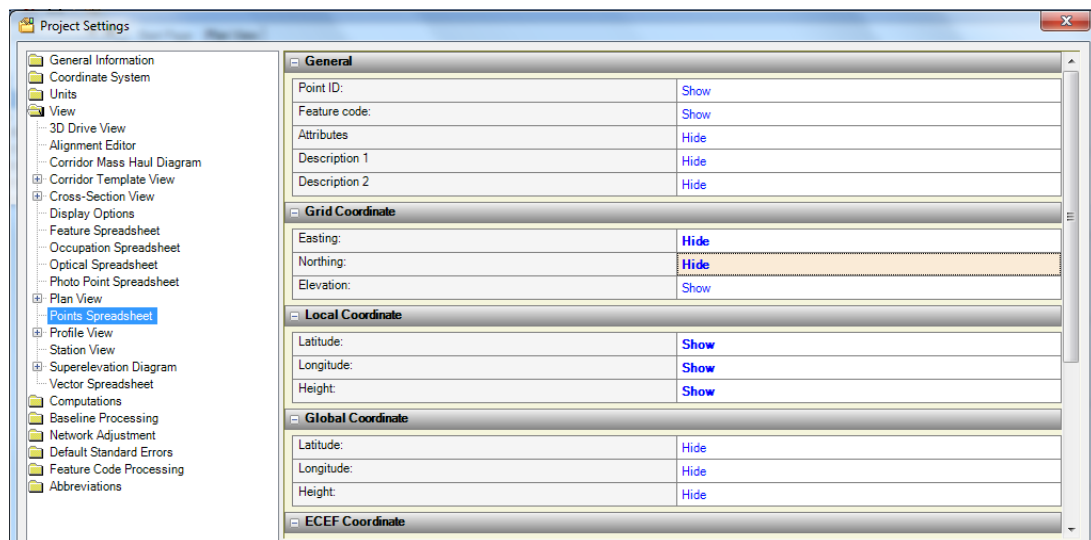 Project Settings
General Information
Coordinate System
Units
View
3D Drive View
Alignment Editor
Corridor Mass Haul Diagram
Corridor Template View
Cross-Section View
Display Options
Feature Spreadsheet
Occupation Spreadsheet
Optical Spreadsheet
Photo Point Spreadsheet
Plan View
Points Spreadsheet
Profile View
Station View
Superelevation Diagram
Vector Spreadsheet
Computations
Baseline Processing
Network Adjustment
Default Standard Errors
Feature Code Processing
Abbreviations
General
Point ID: Show
Feature code: Show
Attributes Hide
Description 1 Hide
Description 2 Hide
Grid Coordinate
Easting: Hide
Northing: Hide
Elevation: Show
Local Coordinate
Latitude: Show
Longitude: Show
Height: Show
Global Coordinate
Latitude: Hide
Longitude: Hide
Height: Hide
ECEF Coordinate